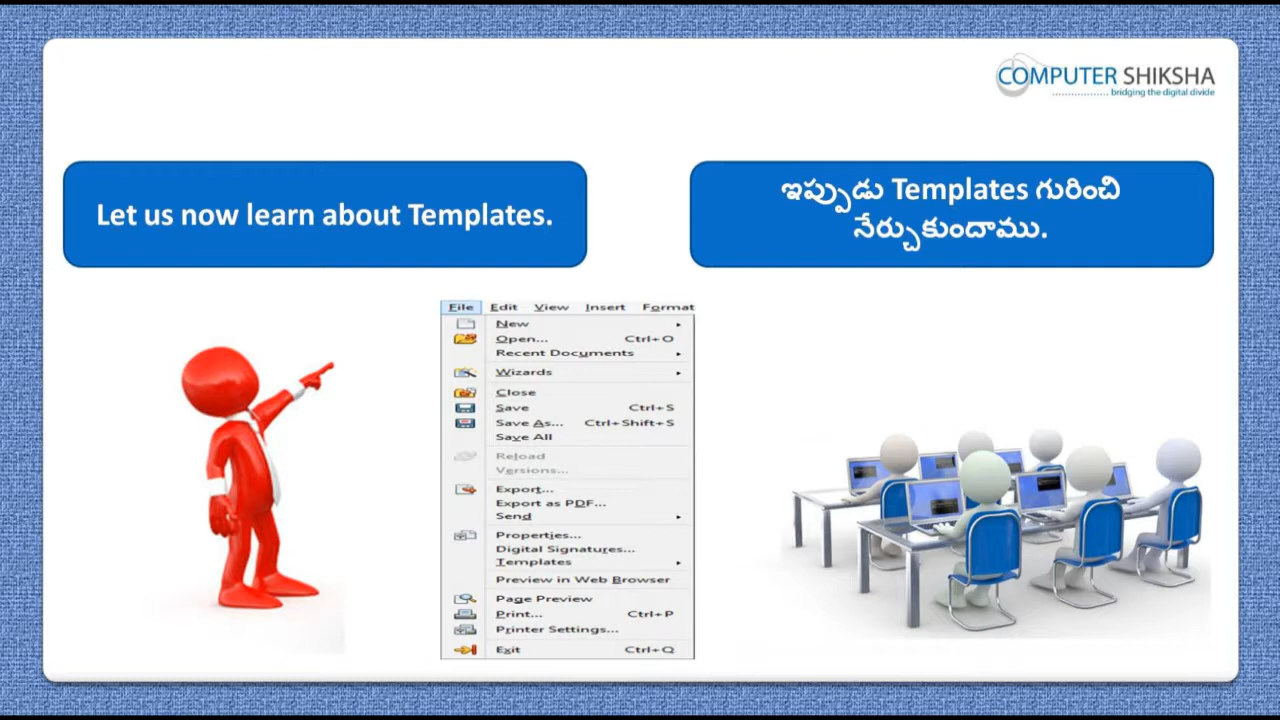 COMPUTER SHIKSHA
bridging the digital divide
Let us now learn about Templates.
ఇప్పుడు Templates గురించి
నేర్చుకుందాము.
File Edit View Insert Format
New
Open... Ctrl+O
Recent Documents
Wizards
Close
Save Ctrl+S
Save As... Ctrl+Shift+S
Save All
Reload
Versions...
Export...
Export as PDF...
Send
Properties...
Digital Signatures...
Templates
Preview in Web Browser
Page Preview
Print... Ctrl+P
Printer Settings...
Exit Ctrl+Q